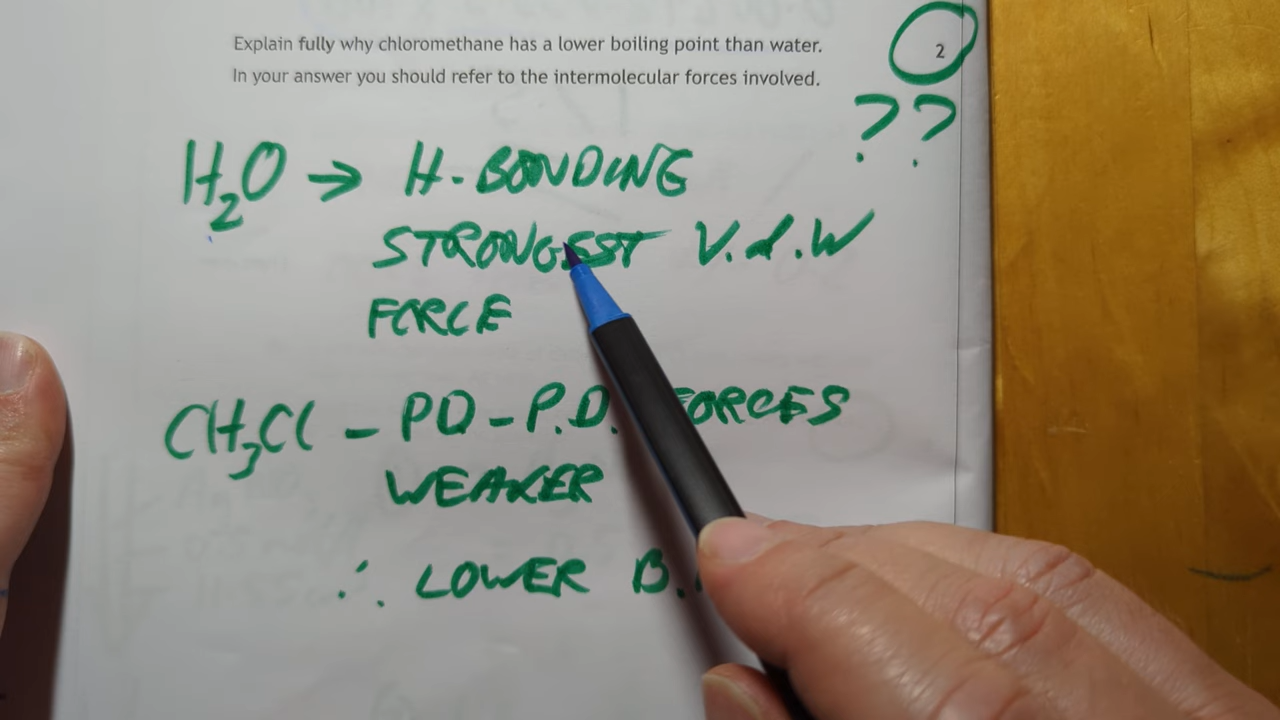 Explain fully why chloromethane has a lower boiling point than water.
2
In your answer you should refer to the intermolecular forces involved.
??
H₂O → H-BONDING
STRONGEST V.d.W
FORCE
CH₃Cl - PD-P.D. FORCES
WEAKER
∴ LOWER B.